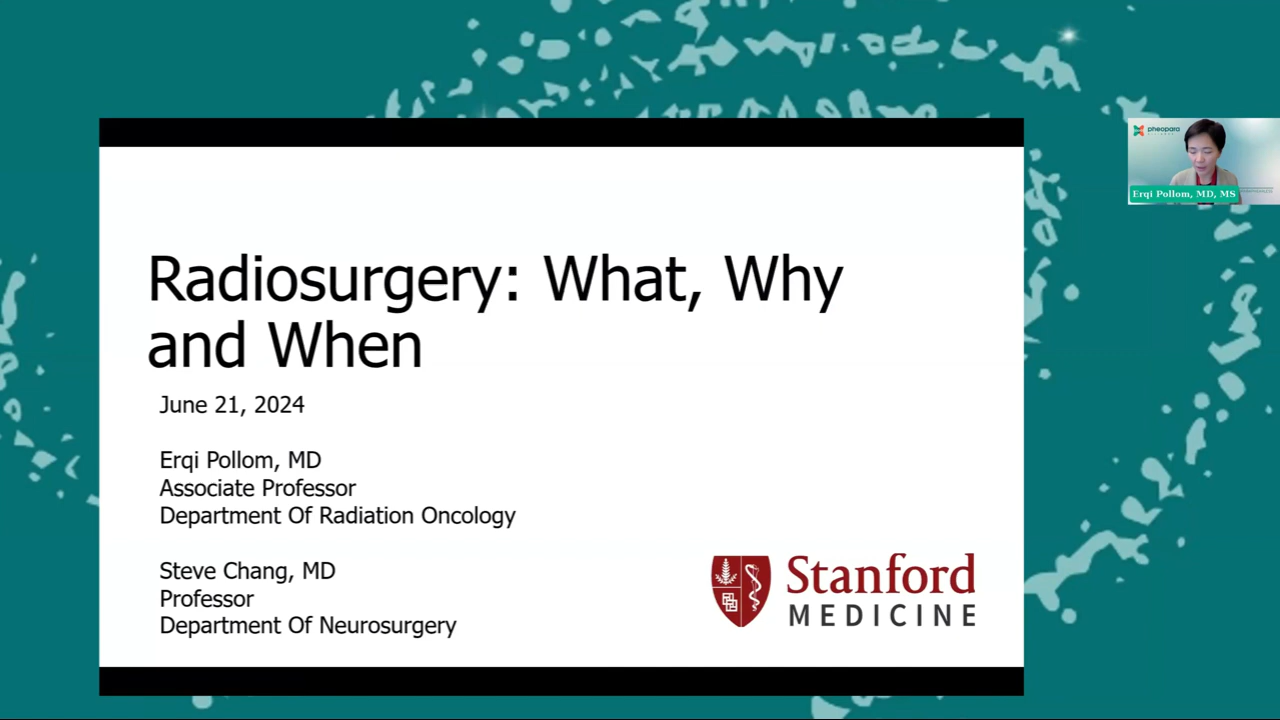 Radiosurgery: What, Why
and When
June 21, 2024
Erqi Pollom, MD
Associate Professor
Department Of Radiation Oncology
Steve Chang, MD
Professor
Department Of Neurosurgery
Stanford
MEDICINE
pheopara
Erqi Pollom, MD, MS